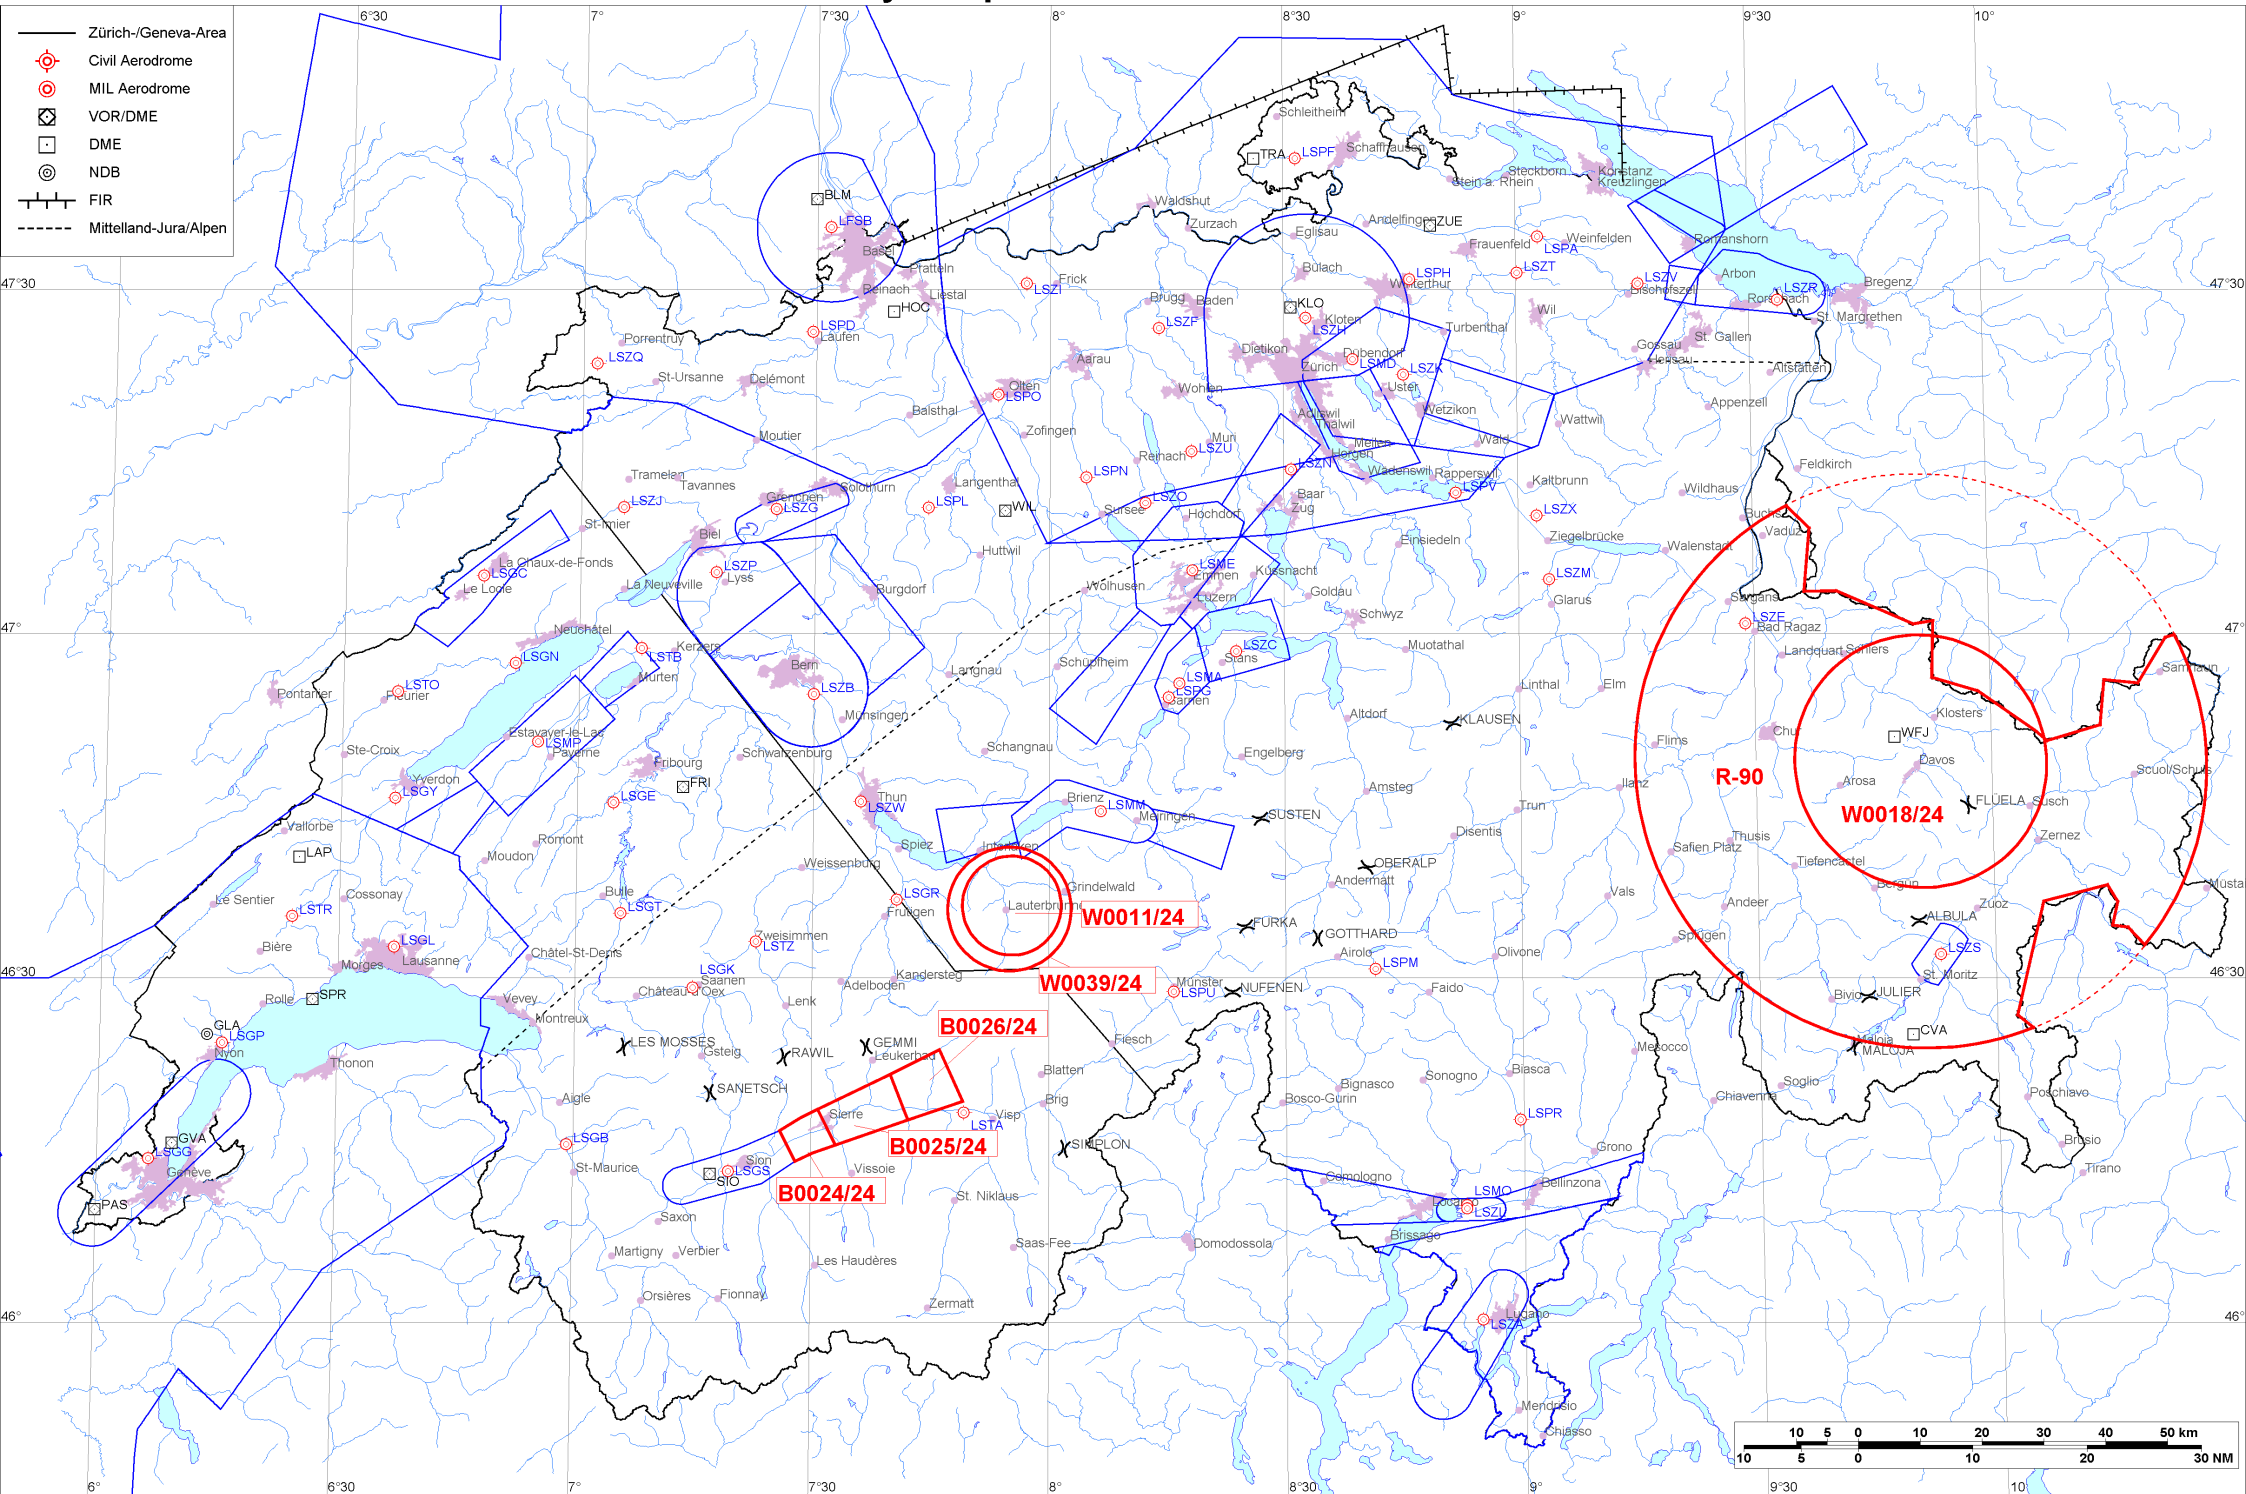 6°30
7°
7°30
8°
8°30
9°
9°30
10°
Zürich-/Geneva-Area
Civil Aerodrome
MIL Aerodrome
VOR/DME
DME
NDB
FIR
Mittelland-Jura/Alpen
Schleitheim
TRA
LSPF
Schaffhausen
Steckborn
Konstanz
Kreuzlingen
Stein a. Rhein
BLM
LFSB
Basel
Waldshut
Zurzach
Eglisau
Andelfingen
ZUE
Frauenfeld
LSPA
Weinfelden
Romanshorn
Pratteln
Reinach
Liestal
HOC
LSZI
Frick
Bülach
LSPH
Winterthur
LSZT
LSZV
Bischofszell
Arbon
LSZR
Rorschach
Bregenz
St. Margrethen
47°30
47°30
LSPD
Laufen
Porrentruy
LSZQ
Brugg
Baden
LSZF
KLO
Kloten
LSZH
Turbenthal
Wil
St. Gallen
Gossau
Herisau
Altstätten
St-Ursanne
Delémont
Aarau
Olten
LSPO
Balsthal
Wohlen
Dietikon
Zürich
Dübendorf
LSMD
LSZK
Uster
Wetzikon
Appenzell
Wattwil
Moutier
Zofingen
Adliswil
Thalwil
Muri
LSZU
Reinach
Meilen
Horgen
Wald
Tramelan
Tavannes
LSZJ
Grenchen
LSZG
Solothurn
Langenthal
LSPL
WIL
LSPN
LSZO
Sursee
Hochdorf
LSZN
Baar
Zug
Wädenswil
Rapperswil
LSPV
Kaltbrunn
LSZX
Wildhaus
Feldkirch
Buchs
Vaduz
St-Imier
Biel
Huttwil
Einsiedeln
Ziegelbrücke
Walenstadt
La Chaux-de-Fonds
LSGC
Le Locle
LSZP
Lyss
La Neuveville
Burgdorf
Wolhusen
LSME
Emmen
Luzern
Küssnacht
Goldau
Schwyz
LSZM
Glarus
Sargans
LSZE
Bad Ragaz
47°
47°
Neuchâtel
LSGN
LSTB
Kerzers
Murten
Bern
LSZB
Langnau
Schüpfheim
LSZC
Stans
LSMA
LSPG
Sarnen
Muotathal
Linthal
Elm
Landquart
Schiers
Samnaun
Pontarlier
LSTO
Fleurier
Münsingen
Altdorf
KLAUSEN
Klosters
Ste-Croix
Estavayer-le-Lac
LSMP
Payerne
Fribourg
Schwarzenburg
Schangnau
Engelberg
Flims
Chur
WFJ
Davos
R-90
Yverdon
LSGY
FRI
LSGE
Thun
LSZW
Brienz
LSMM
Meiringen
SUSTEN
Amsteg
Trun
Ilanz
Arosa
W0018/24
FLÜELA
Susch
Scuol/Schuls
Vallorbe
LAP
Romont
Moudon
Weissenburg
Spiez
Interlaken
OBERALP
Disentis
Safien Platz
Thusis
Tiefencastel
Zernez
Le Sentier
Cossonay
LSTR
Bulle
LSGT
LSGR
Frutigen
Grindelwald
Lauterbrunnen
W0011/24
Andermatt
Vals
Andeer
Bergün
Zuoz
Müstair
FURKA
GOTTHARD
ALBULA
Bière
LSGL
Lausanne
Morges
Châtel-St-Denis
Zweisimmen
LSTZ
Airolo
LSPM
Olivone
Splügen
LSZS
St. Moritz
46°30
46°30
LSGK
Saanen
Château-d'Oex
Adelboden
Kandersteg
W0039/24
Münster
LSPU
NUFENEN
Faido
Bivio
JULIER
Rolle
SPR
Vevey
Montreux
Lenk
GLA
LSGP
Nyon
Thonon
LES MOSSES
Gsteig
RAWIL
GEMMI
Leukerbad
B0026/24
Fiesch
Mesocco
CVA
Maloja
MALOJA
SANETSCH
Blatten
Bignasco
Sonogno
Biasca
Soglio
Chiavenna
Poschiavo
Aigle
Sierre
LSTA
Visp
Brig
Bosco-Gurin
LSPR
GVA
LSGG
Genève
LSGB
B0025/24
SIMPLON
Grono
Brusio
Tirano
St-Maurice
Sion
LSGS
SIO
Vissoie
B0024/24
St. Niklaus
Comologno
LSMO
Locarno
LSZL
Bellinzona
PAS
Saxon
Brissago
Martigny
Verbier
Les Haudères
Saas-Fee
Domodossola
Orsières
Fionnay
Zermatt
Lugano
LSZA
46°
46°
Mendrisio
Chiasso
10 5 0 10 20 30 40 50 km
10 5 0 10 20 30 NM
6°
6°30
7°
7°30
8°
8°30
9°
9°30
10°